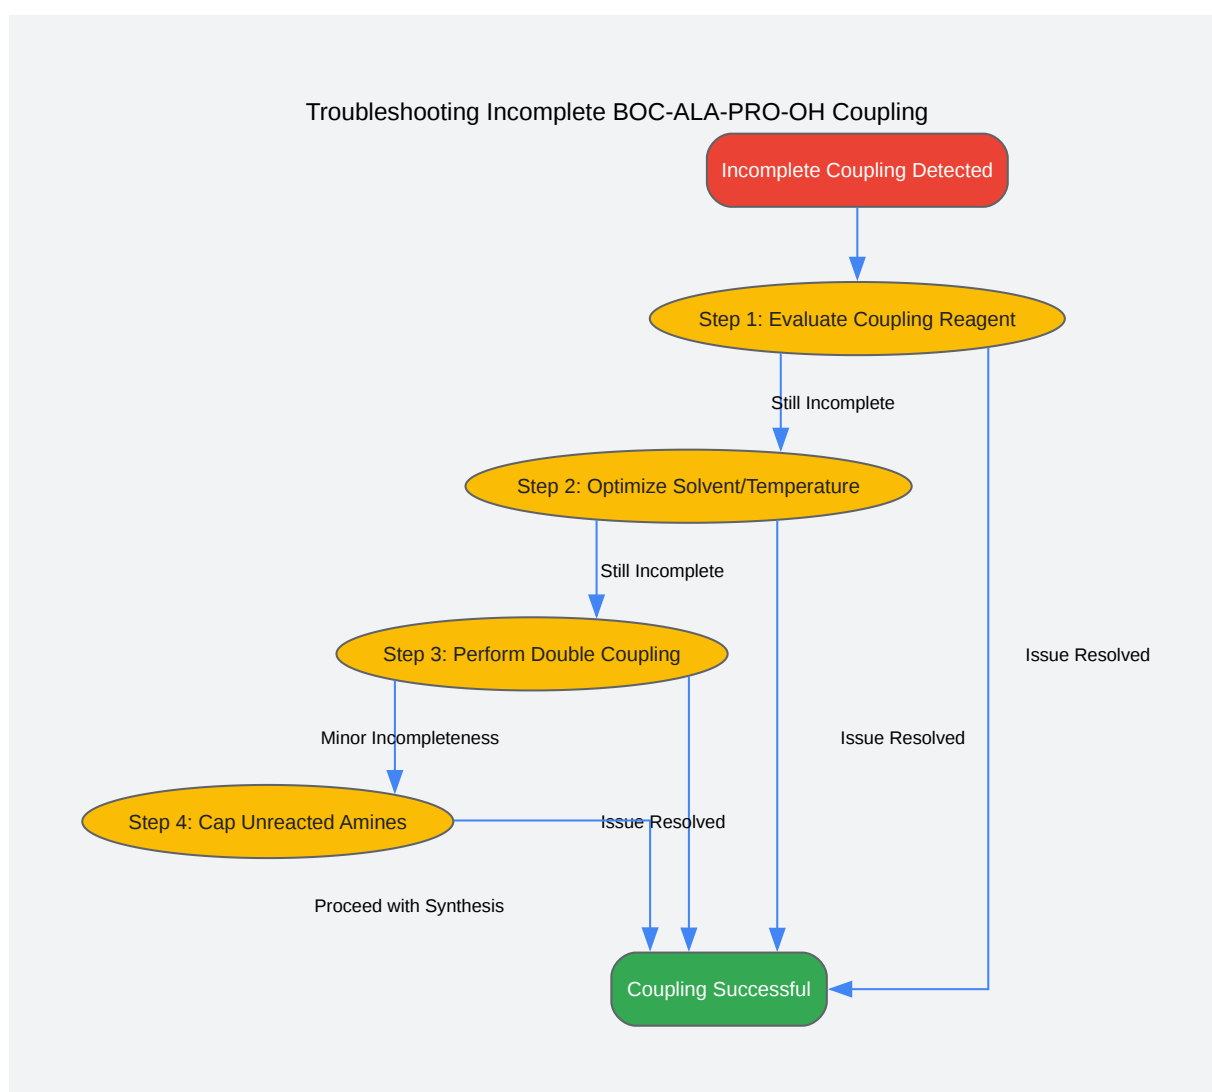 Troubleshooting Incomplete BOC-ALA-PRO-OH Coupling
Incomplete Coupling Detected
Step 1: Evaluate Coupling Reagent
Still Incomplete
Step 2: Optimize Solvent/Temperature
Still Incomplete
Step 3: Perform Double Coupling
Issue Resolved
Minor Incompleteness
Issue Resolved
Step 4: Cap Unreacted Amines
Issue Resolved
Proceed with Synthesis
Coupling Successful